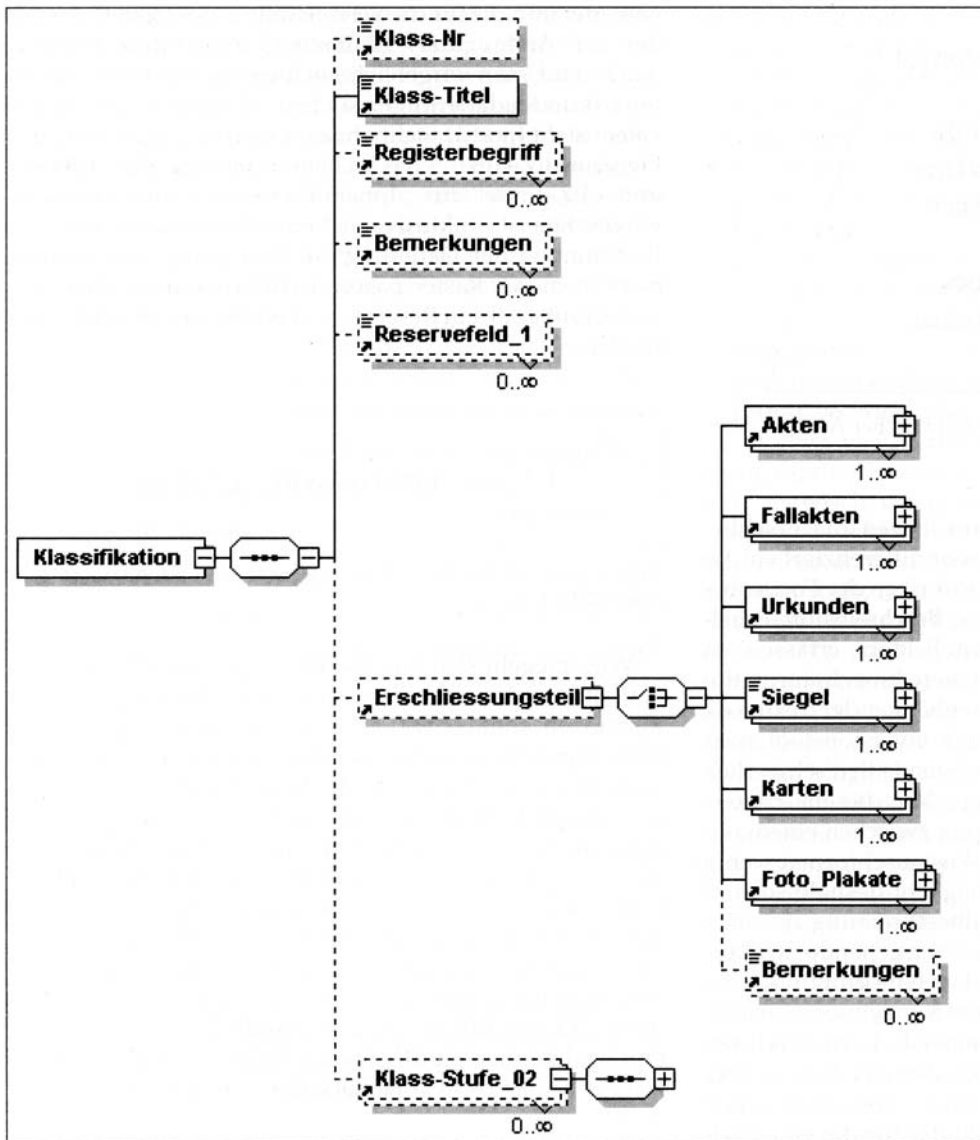 Klass-Nr
Klass-Titel
Registerbegriff
0..∞
Bemerkungen
0..∞
Reservefeld_1
0..∞
Klassifikation
Erschliessungsteil
Akten
1..∞
Fallakten
1..∞
Urkunden
1..∞
Siegel
1..∞
Karten
1..∞
Foto_Plakate
1..∞
Bemerkungen
0..∞
Klass-Stufe_02
0..∞